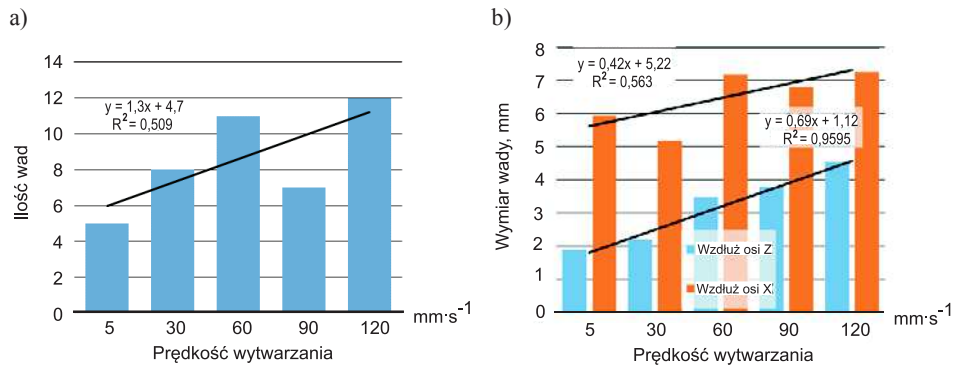 a)
14
12
10
8
6
4
2
0
Ilość wad
y = 1,3x + 4,7
R² = 0,509
5 30 60 90 120
mm·s⁻¹
Prędkość wytwarzania
b)
8
7
6
5
4
3
2
1
0
Wymiar wady, mm
y = 0,42x + 5,22
R² = 0,563
y = 0,69x + 1,12
R² = 0,9595
Wzdłuż osi Z
Wzdłuż osi X
5 30 60 90 120
mm·s⁻¹
Prędkość wytwarzania